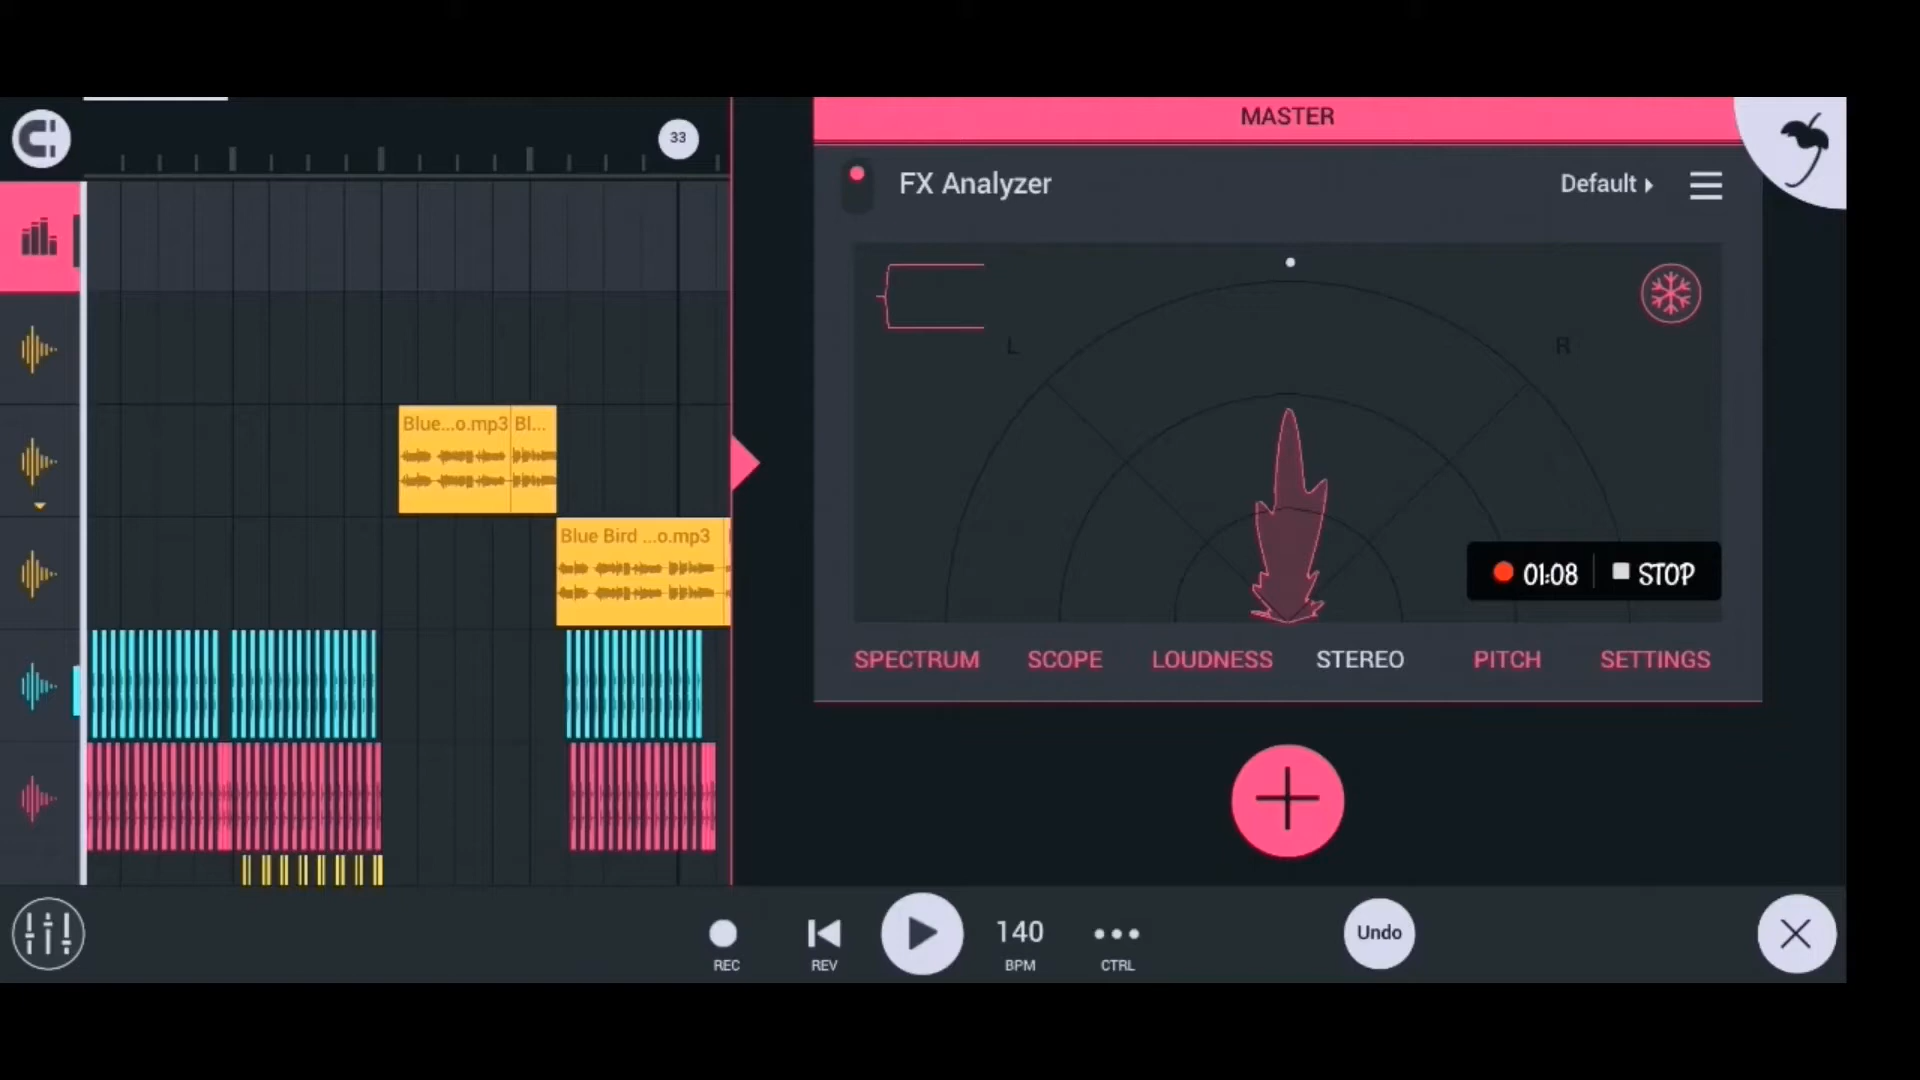 MASTER
33
FX Analyzer
Default
L
R
Blue...o.mp3
Bl...
Blue Bird ...o.mp3
01:08
STOP
SPECTRUM
SCOPE
LOUDNESS
STEREO
PITCH
SETTINGS
140
Undo
REC
REV
BPM
CTRL